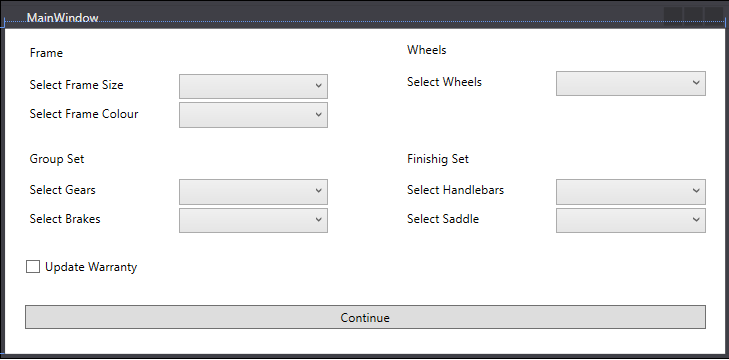 MainWindow
Frame
Select Frame Size
Select Frame Colour
Wheels
Select Wheels
Group Set
Select Gears
Select Brakes
Finishig Set
Select Handlebars
Select Saddle
Update Warranty
Continue